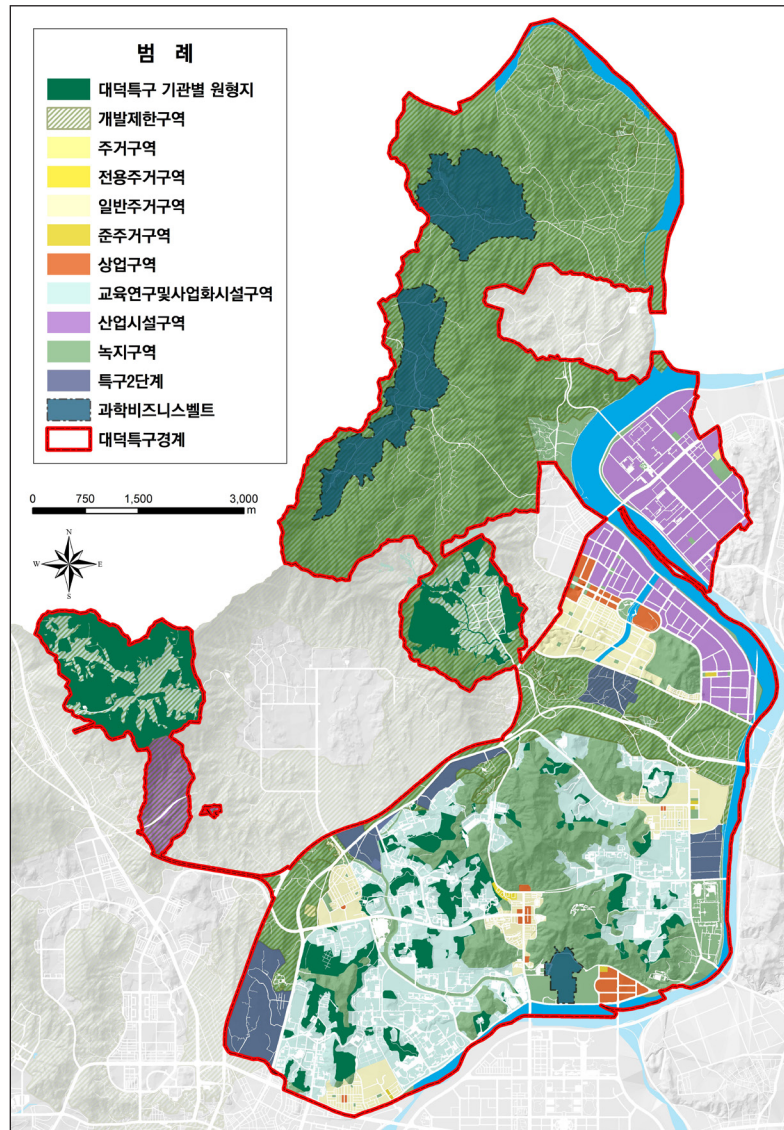 범 례
대덕특구 기관별 원형지
개발제한구역
주거구역
전용주거구역
일반주거구역
준주거구역
상업구역
교육연구및사업화시설구역
산업시설구역
녹지구역
특구2단계
과학비즈니스벨트
대덕특구경계
0 750 1,500 3,000
m
N
W E
S